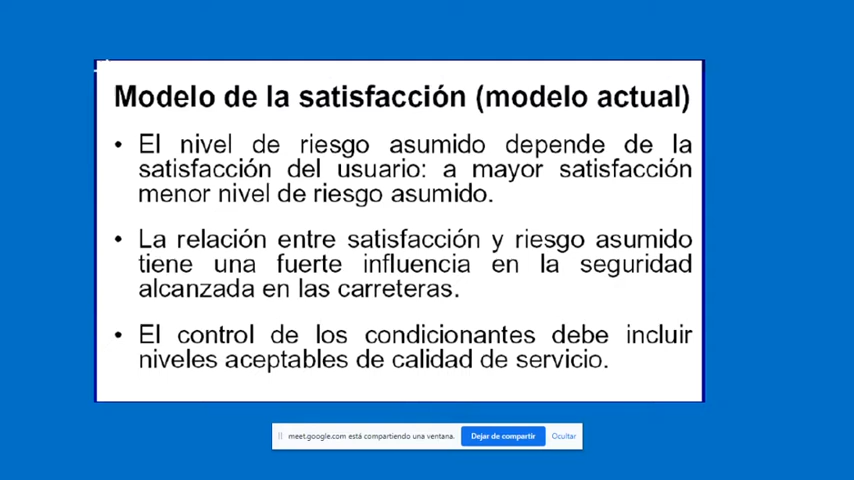 Modelo de la satisfacción (modelo actual)
• El nivel de riesgo asumido depende de la
satisfacción del usuario: a mayor satisfacción
menor nivel de riesgo asumido.
• La relación entre satisfacción y riesgo asumido
tiene una fuerte influencia en la seguridad
alcanzada en las carreteras.
• El control de los condicionantes debe incluir
niveles aceptables de calidad de servicio.
meet.google.com está compartiendo una ventana. Dejar de compartir Ocultar